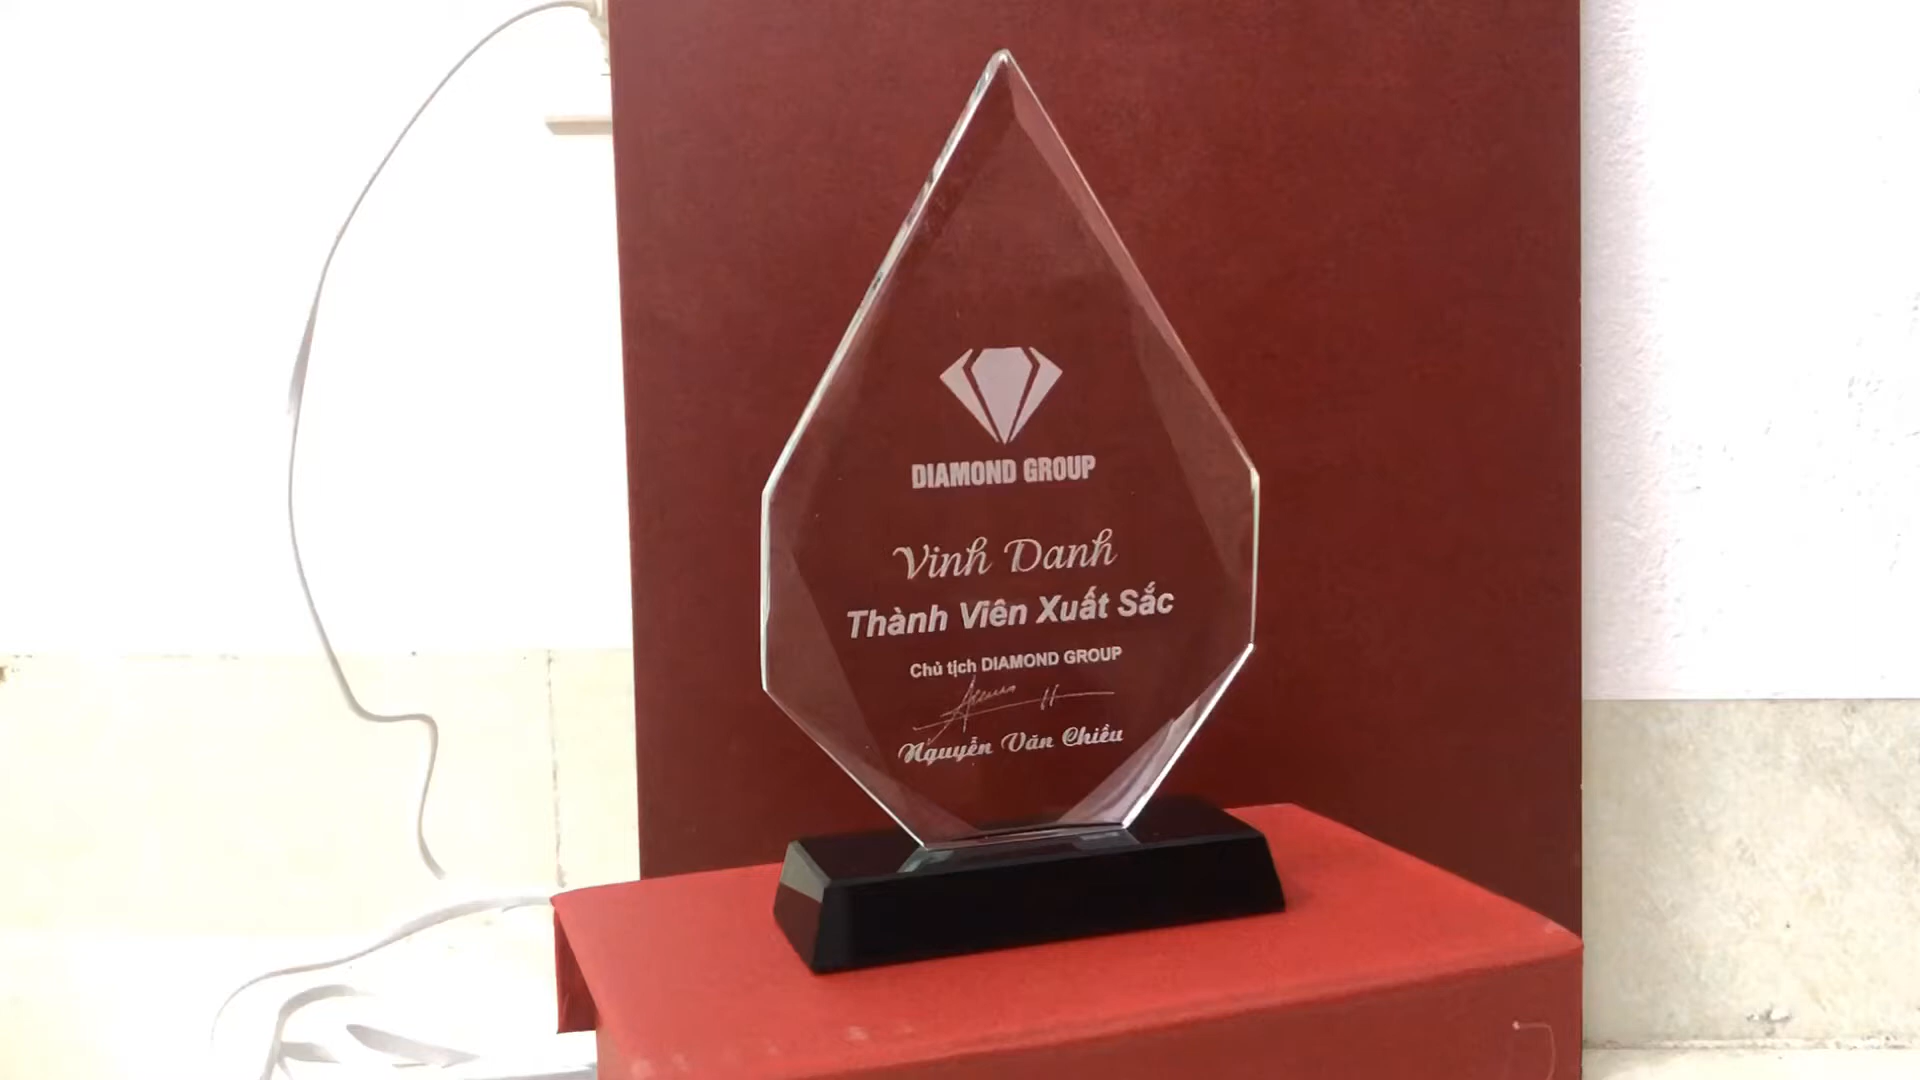 DIAMOND GROUP
Vinh Danh
Thành Viên Xuất Sắc
Chủ tịch DIAMOND GROUP
Nguyễn Văn Chiều